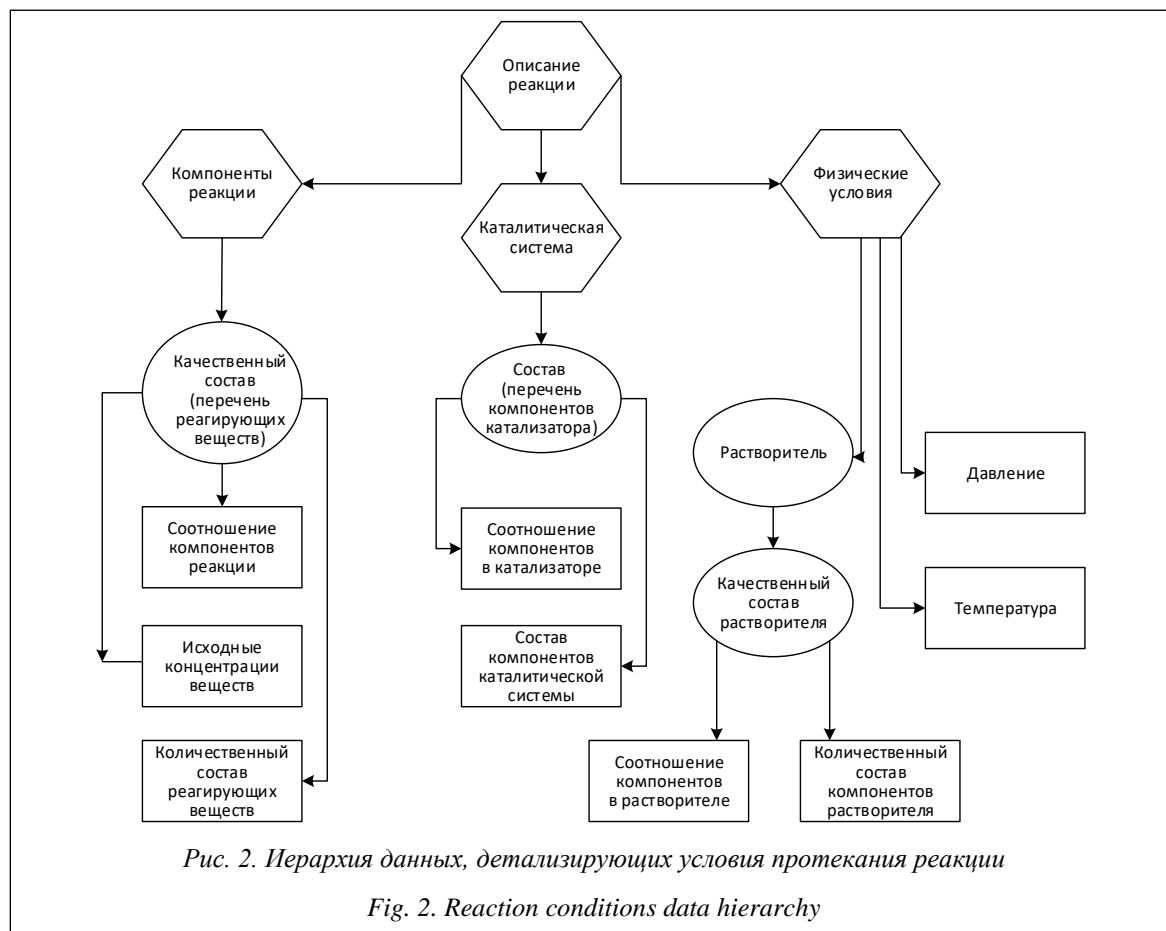 Описание
реакции
Компоненты
реакции
Физические
условия
Каталитическая
система
Качественный
состав
(перечень
реагирующих
веществ)
Состав
(перечень
компонентов
катализатора)
Растворитель
Давление
Соотношение
компонентов
реакции
Соотношение
компонентов
в катализаторе
Качественный
состав
растворителя
Температура
Исходные
концентрации
веществ
Состав
компонентов
каталитической
системы
Количественный
состав
реагирующих
веществ
Соотношение
компонентов
в растворителе
Количественный
состав
компонентов
растворителя
Рис. 2. Иерархия данных, детализирующих условия протекания реакции
Fig. 2. Reaction conditions data hierarchy